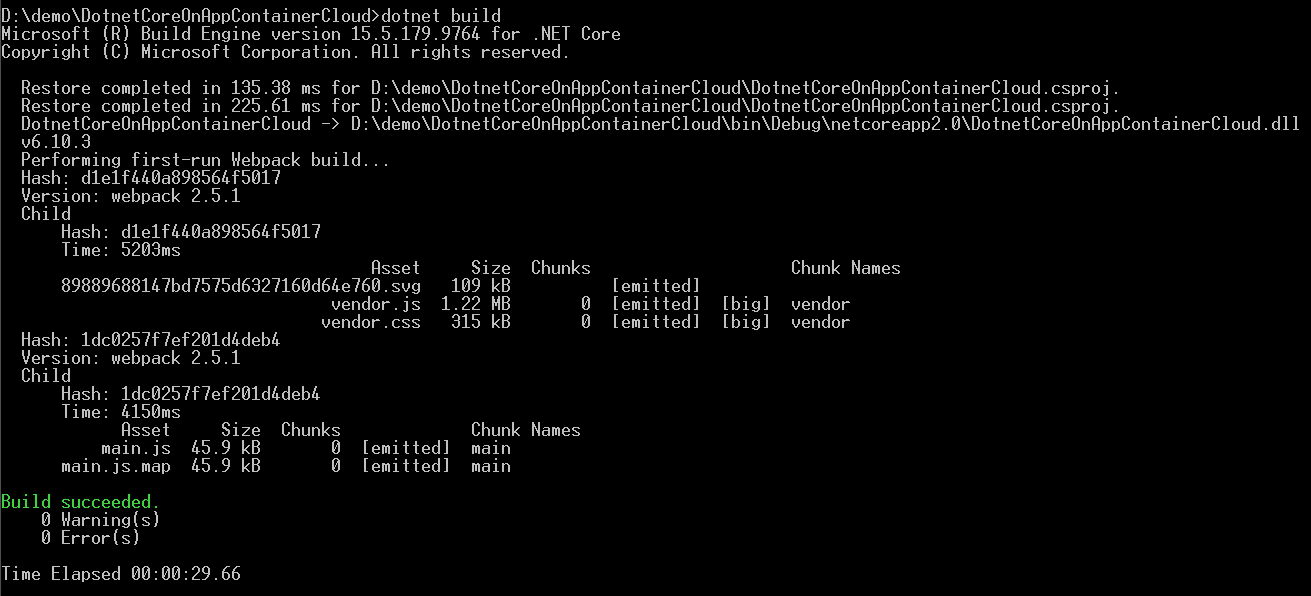 D:\demo\DotnetCoreOnAppContainerCloud>dotnet build
Microsoft (R) Build Engine version 15.5.179.9764 for .NET Core
Copyright (C) Microsoft Corporation. All rights reserved.
Restore completed in 135.38 ms for D:\demo\DotnetCoreOnAppContainerCloud\DotnetCoreOnAppContainerCloud.csproj.
Restore completed in 225.61 ms for D:\demo\DotnetCoreOnAppContainerCloud\DotnetCoreOnAppContainerCloud.csproj.
DotnetCoreOnAppContainerCloud -> D:\demo\DotnetCoreOnAppContainerCloud\bin\Debug\netcoreapp2.0\DotnetCoreOnAppContainerCloud.dll
v6.10.3
Performing first-run Webpack build...
Hash: d1e1f440a898564f5017
Version: webpack 2.5.1
Child
Hash: d1e1f440a898564f5017
Time: 5203ms
Asset Size Chunks Chunk Names
89889688147bd7575d6327160d64e760.svg 109 kB [emitted]
vendor.js 1.22 MB 0 [emitted] [big] vendor
vendor.css 315 kB 0 [emitted] [big] vendor
Hash: 1dc0257f7ef201d4deb4
Version: webpack 2.5.1
Child
Hash: 1dc0257f7ef201d4deb4
Time: 4150ms
Asset Size Chunks Chunk Names
main.js 45.9 kB 0 [emitted] main
main.js.map 45.9 kB 0 [emitted] main
Build succeeded.
0 Warning(s)
0 Error(s)
Time Elapsed 00:00:29.66